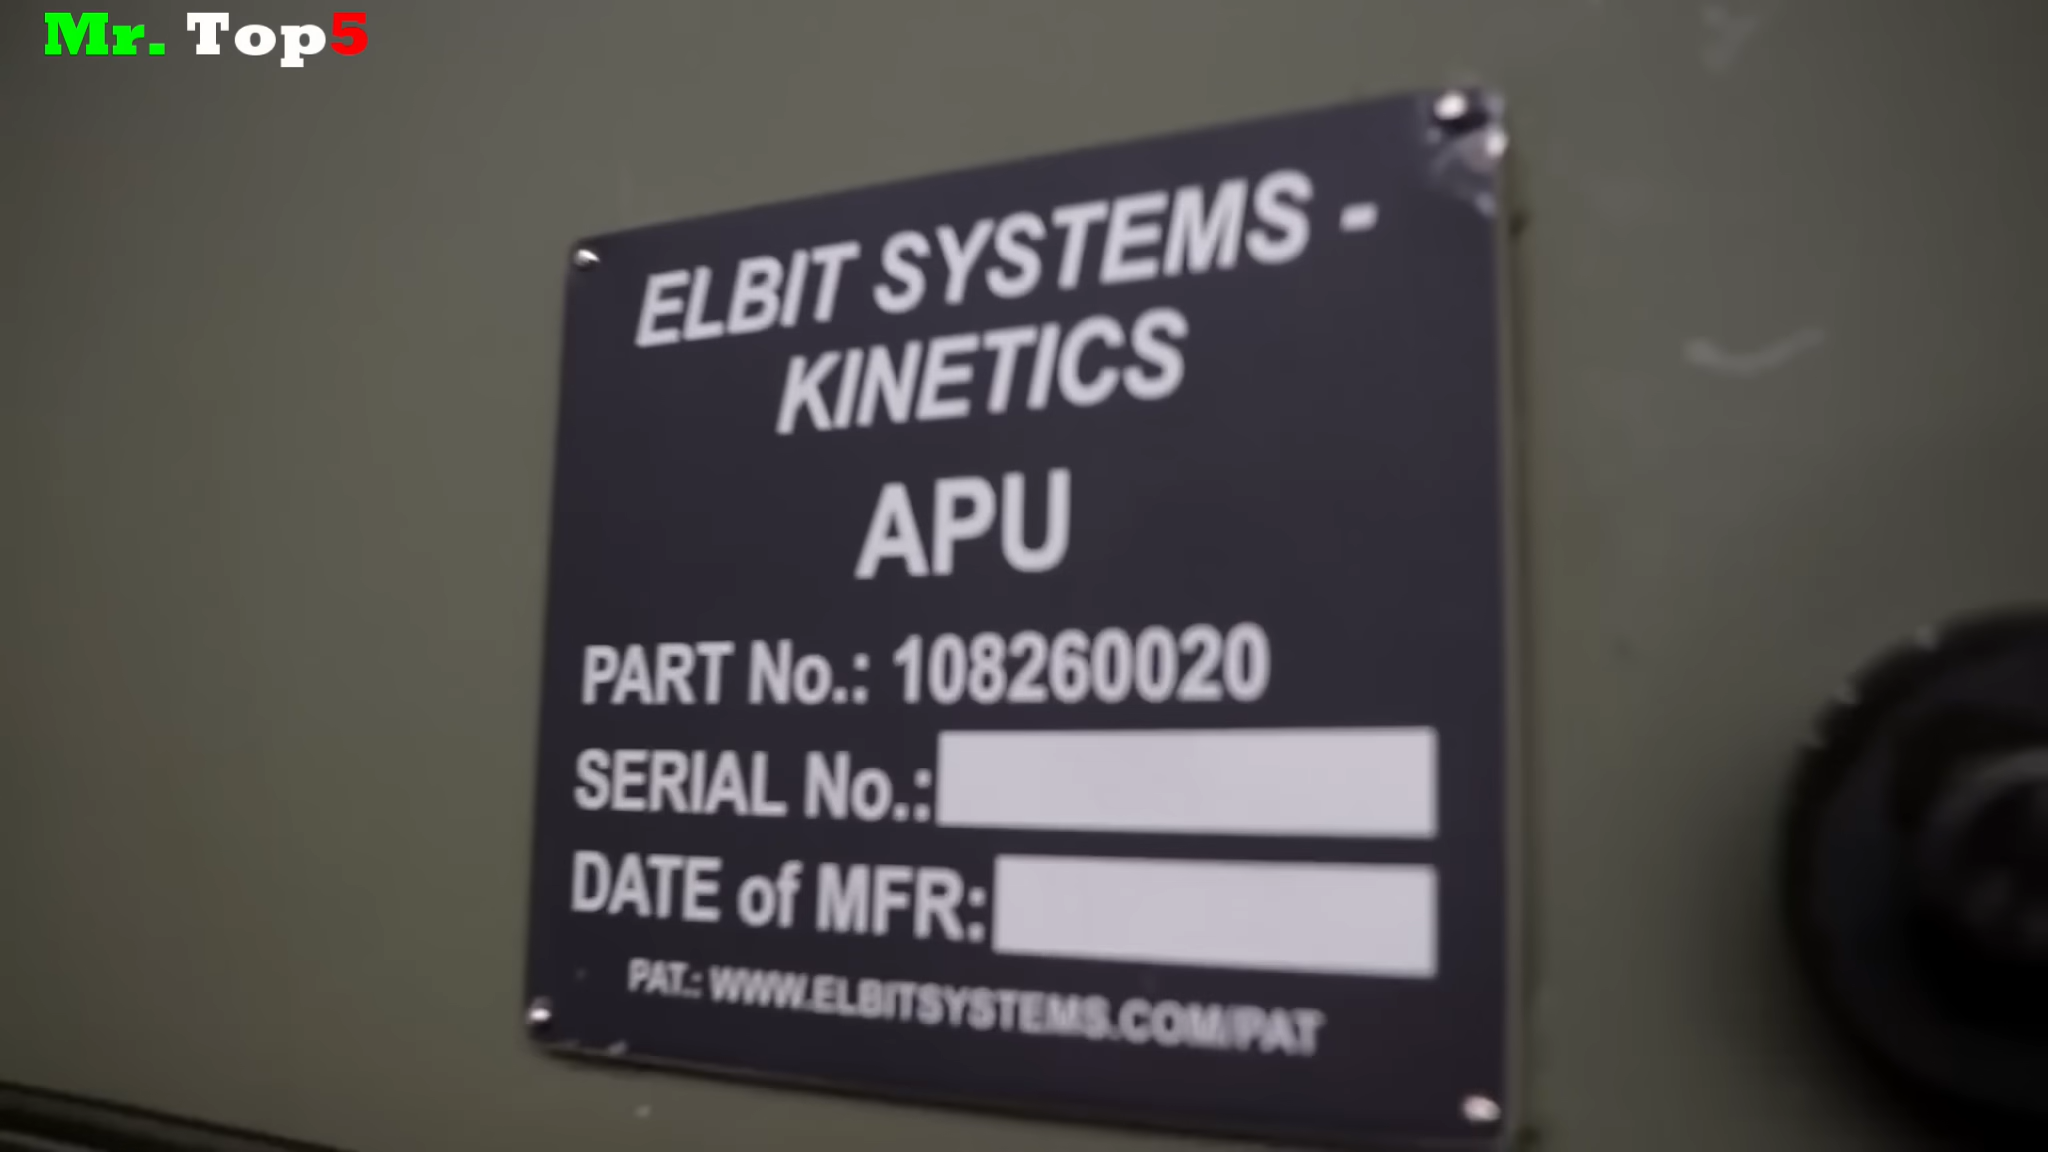 Mr. Top5
ELBIT SYSTEMS -
KINETICS
APU
PART No.: 108260020
SERIAL No.:
DATE of MFR:
PAT.: WWW.ELBITSYSTEMS.COM/PAT